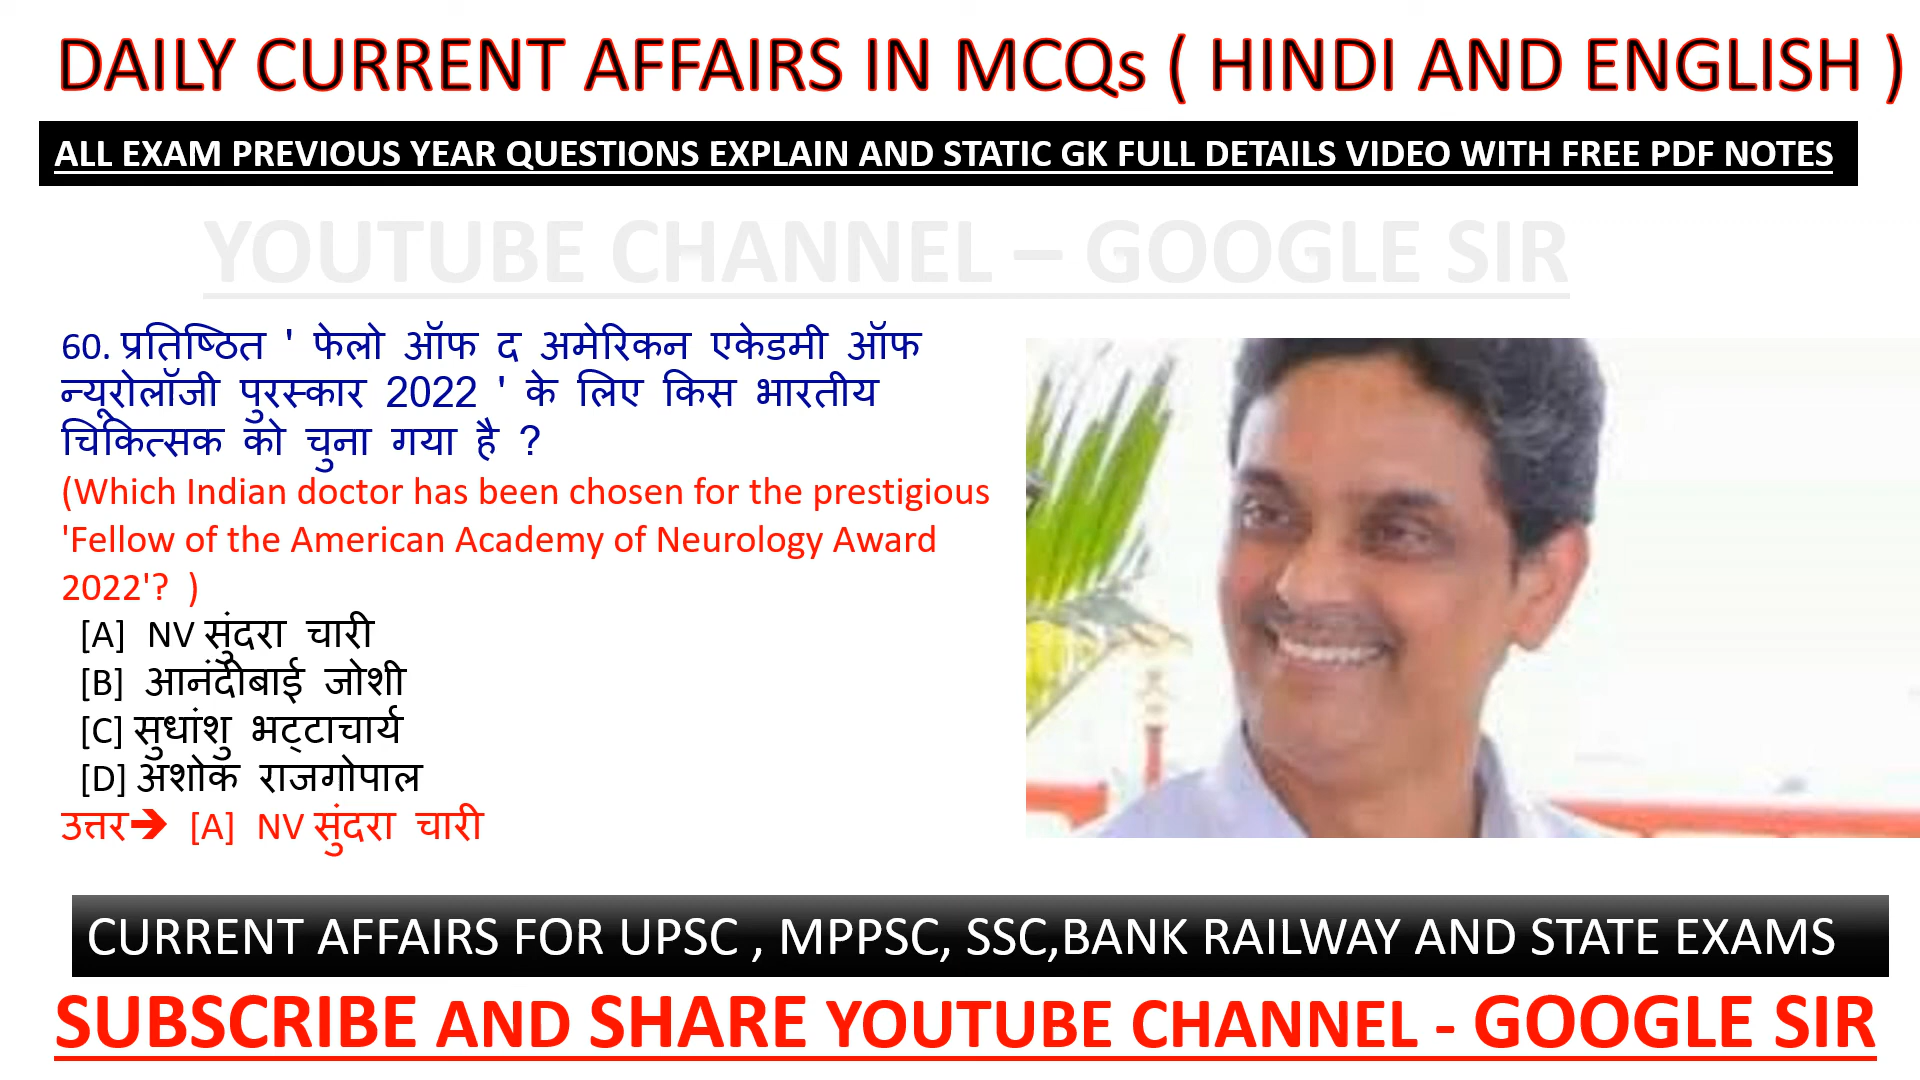 DAILY CURRENT AFFAIRS IN MCQs ( HINDI AND ENGLISH )
ALL EXAM PREVIOUS YEAR QUESTIONS EXPLAIN AND STATIC GK FULL DETAILS VIDEO WITH FREE PDF NOTES
YOUTUBE CHANNEL – GOOGLE SIR
60. प्रतिष्ठित ' फेलो ऑफ द अमेरिकन एकेडमी ऑफ
न्यूरोलॉजी पुरस्कार 2022 ' के लिए किस भारतीय
चिकित्सक को चुना गया है ?
(Which Indian doctor has been chosen for the prestigious
'Fellow of the American Academy of Neurology Award
2022'? )
[A] NV सुंदरा चारी
[B] आनंदीबाई जोशी
[C] सुधांशु भट्टाचार्य
[D] अशोक राजगोपाल
उत्तर➔ [A] NV सुंदरा चारी
CURRENT AFFAIRS FOR UPSC , MPPSC, SSC,BANK RAILWAY AND STATE EXAMS
SUBSCRIBE AND SHARE YOUTUBE CHANNEL - GOOGLE SIR